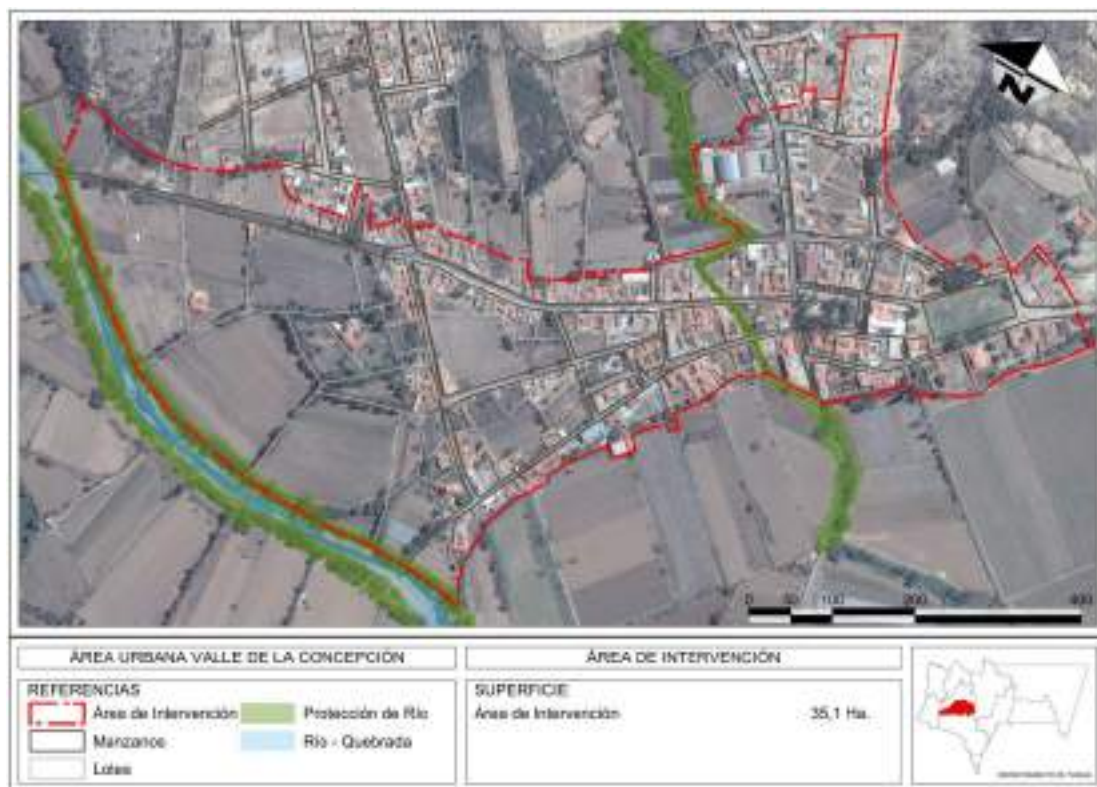 N
0 50 100 200 400
ÁREA URBANA VALLE DE LA CONCEPCIÓN
ÁREA DE INTERVENCIÓN
REFERENCIAS
Área de Intervención
Protección de Río
Manzanos
Río - Quebrada
Lotes
SUPERFICIE
Área de Intervención 35,1 Ha.